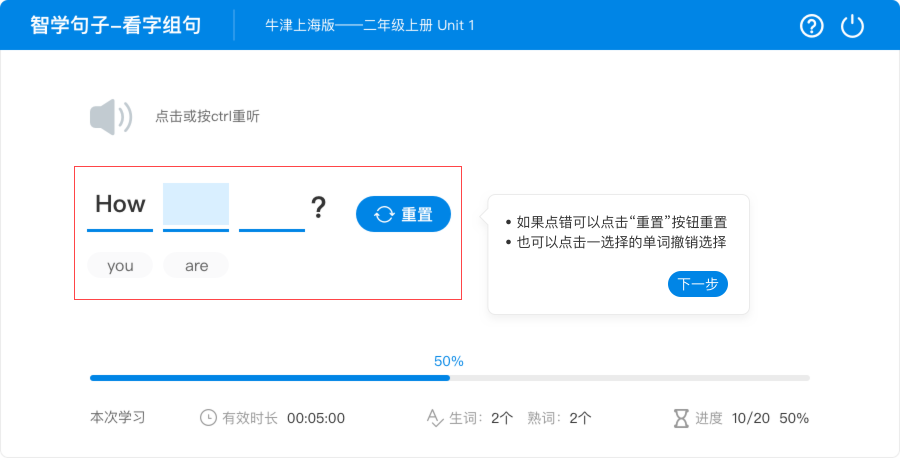 智学句子-看字组句
牛津上海版——二年级上册 Unit 1
点击或按ctrl重听
How ?
重置
you are
• 如果点错可以点击“重置”按钮重置
• 也可以点击一选择的单词撤销选择
下一步
50%
本次学习 有效时长 00:05:00 生词：2个 熟词：2个 进度 10/20 50%